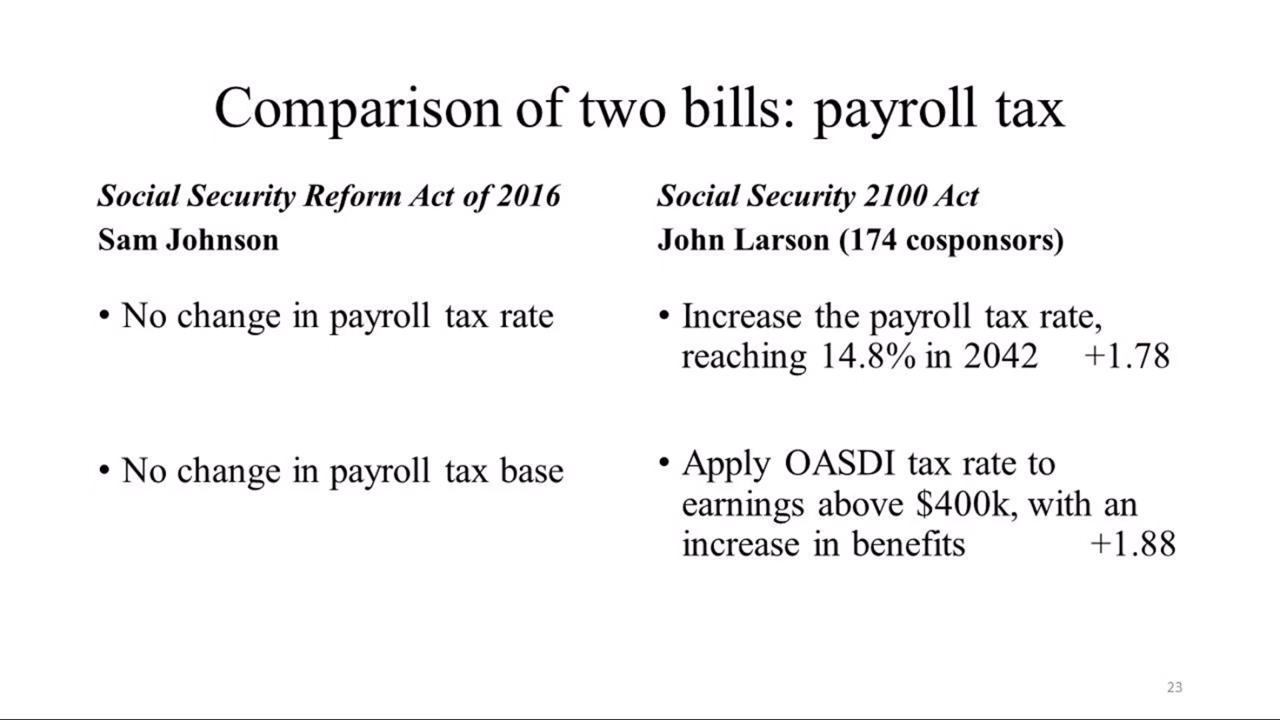 Comparison of two bills: payroll tax
Social Security Reform Act of 2016
Sam Johnson
• No change in payroll tax rate
• No change in payroll tax base
Social Security 2100 Act
John Larson (174 cosponsors)
• Increase the payroll tax rate,
reaching 14.8% in 2042 +1.78
• Apply OASDI tax rate to
earnings above $400k, with an
increase in benefits +1.88
23